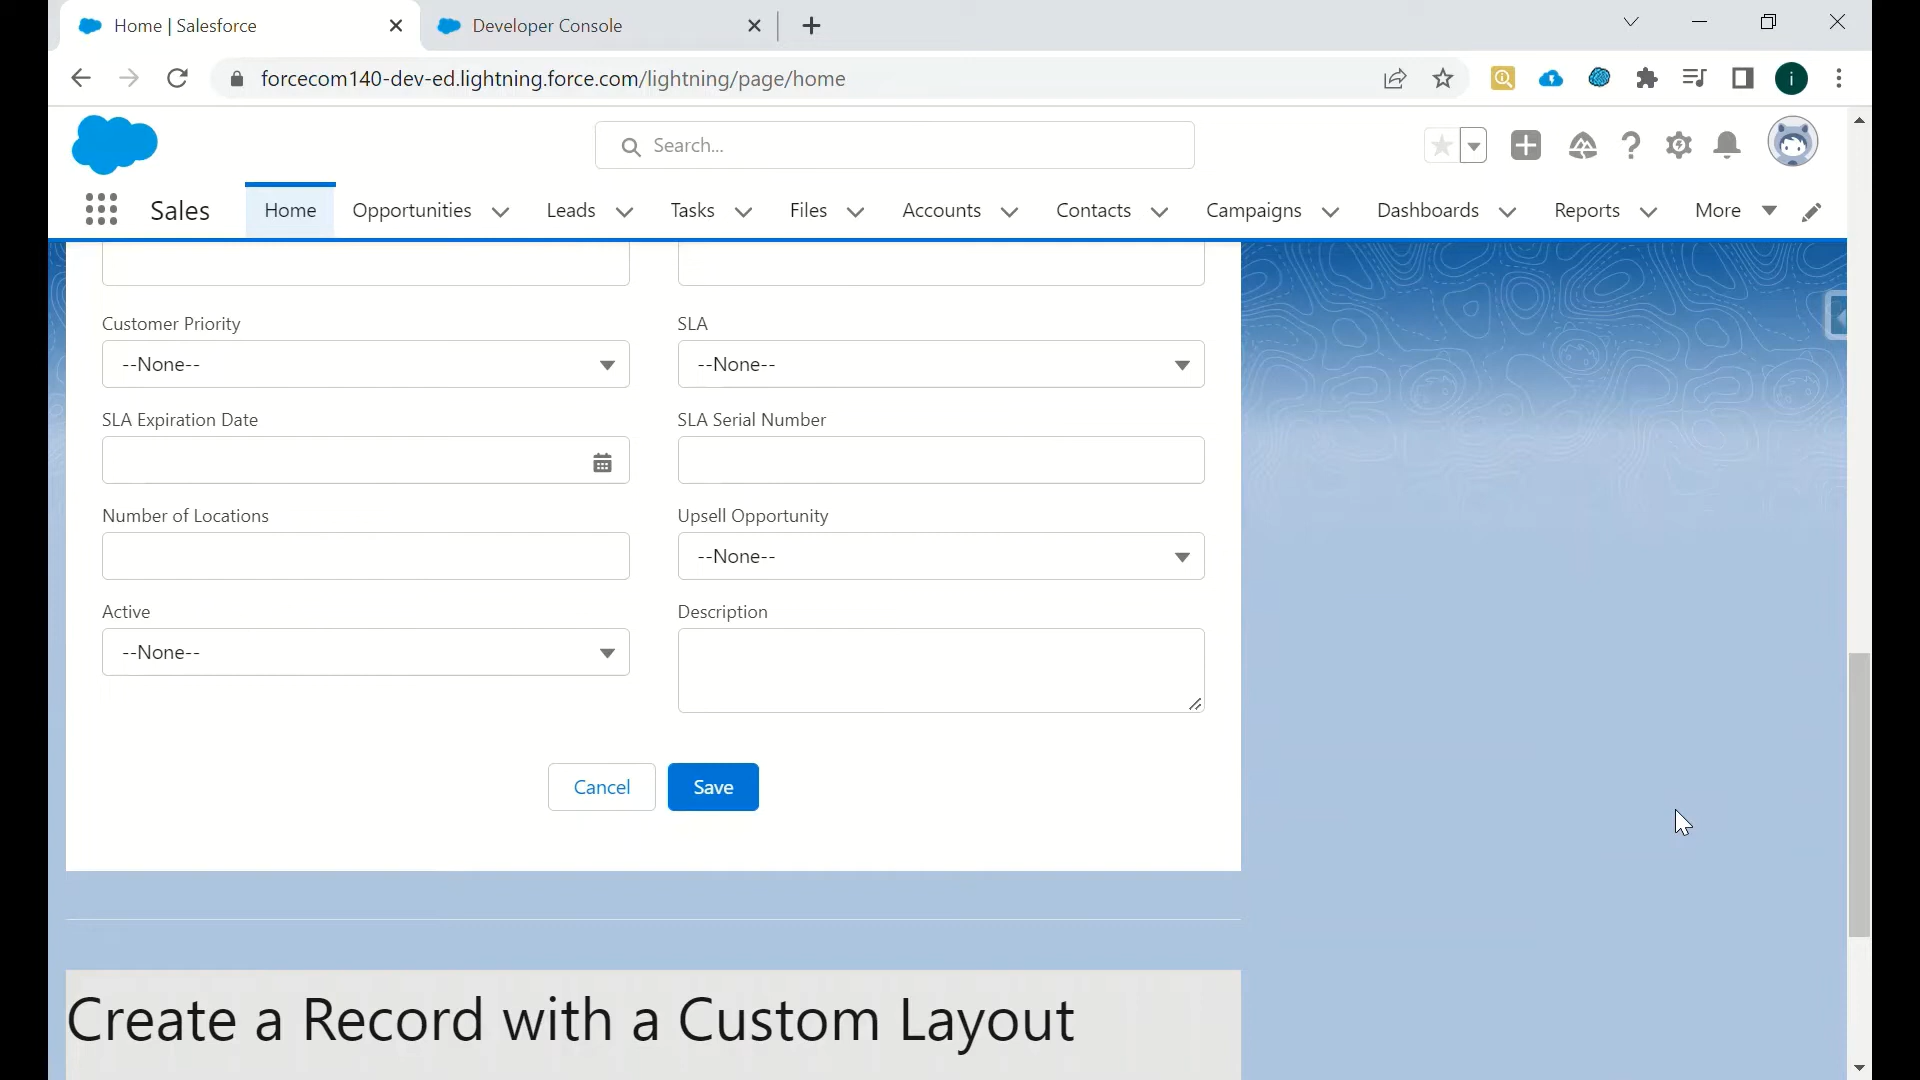 Home | Salesforce
Developer Console
forcecom140-dev-ed.lightning.force.com/lightning/page/home
i
Search...
Sales
Home
Opportunities
Leads
Tasks
Files
Accounts
Contacts
Campaigns
Dashboards
Reports
More
Customer Priority
SLA
--None--
--None--
SLA Expiration Date
SLA Serial Number
Number of Locations
Upsell Opportunity
--None--
Active
Description
--None--
Cancel
Save
Create a Record with a Custom Layout